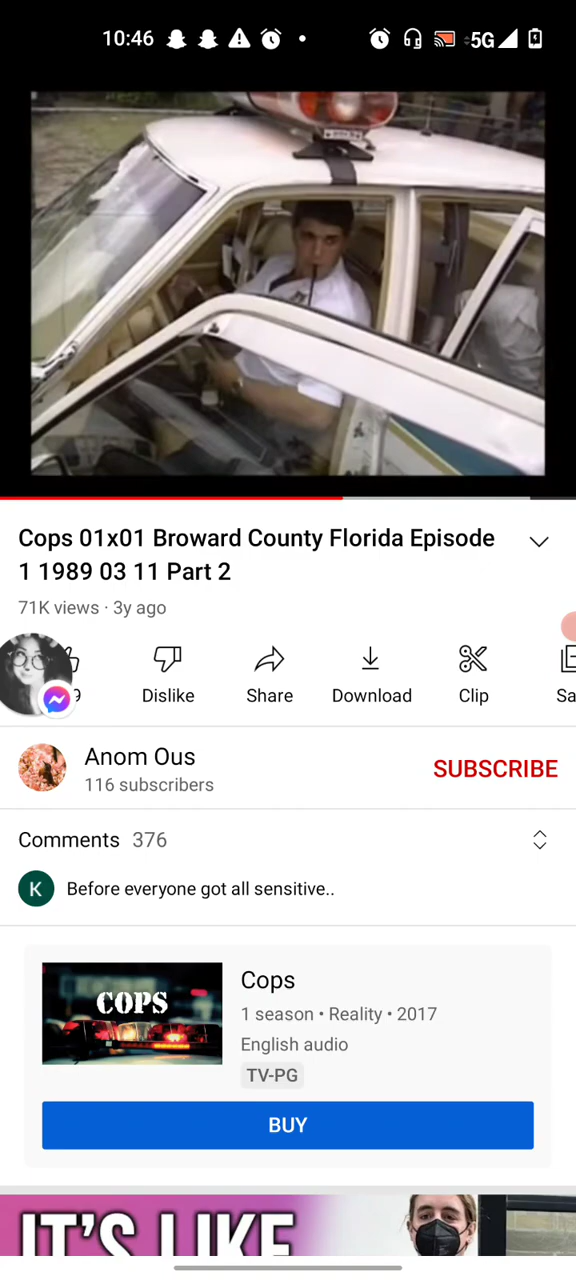 10:46
5G
Cops 01x01 Broward County Florida Episode
1 1989 03 11 Part 2
71K views · 3y ago
9 Dislike Share Download Clip Sa
Anom Ous
116 subscribers
SUBSCRIBE
Comments 376
K Before everyone got all sensitive..
COPS
Cops
1 season • Reality • 2017
English audio
TV-PG
BUY
IT'S LIKE